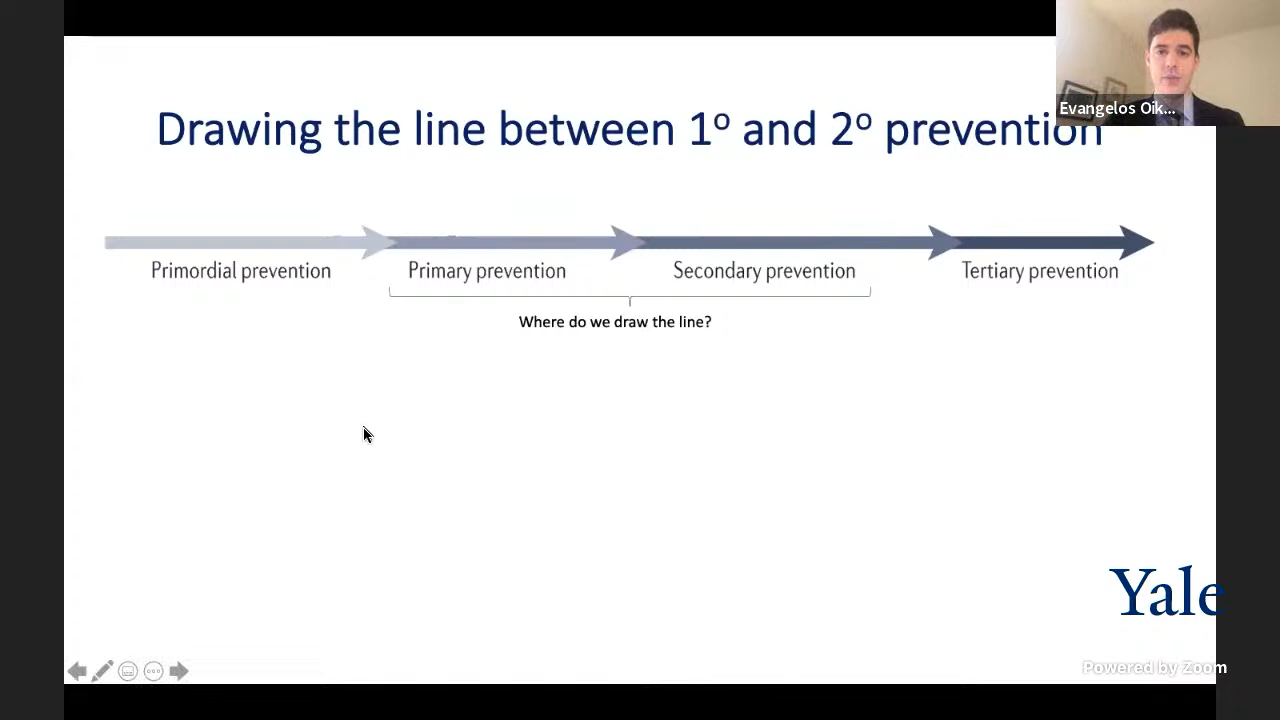 Evangelos Oik...
Drawing the line between 1º and 2º prevention
Primordial prevention
Primary prevention
Secondary prevention
Tertiary prevention
Where do we draw the line?
Yale
Powered by Zoom